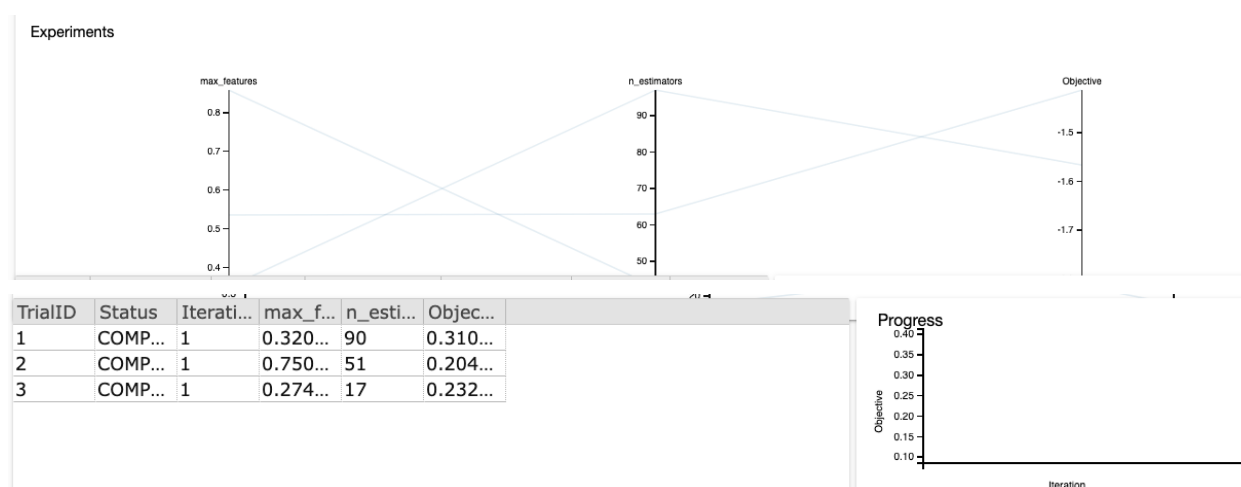 Experiments
max_features n_estimators Objective
0.8
0.7
0.6
0.5
0.4
90
80
70
60
50
-1.5
-1.6
-1.7
TrialID Status Iterati... max_f... n_esti... Objec...
1 COMP... 1 0.320... 90 0.310...
2 COMP... 1 0.750... 51 0.204...
3 COMP... 1 0.274... 17 0.232...
Progress
0.40
0.35
0.30
0.25
0.20
0.15
0.10
Objective
Iteration